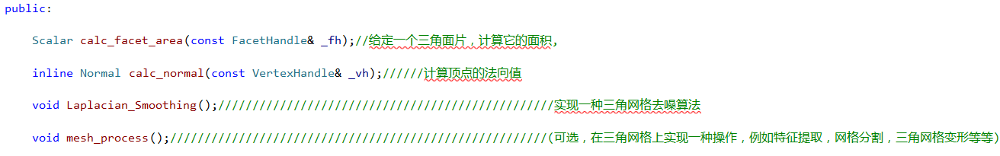 public:
Scalar calc_facet_area(const FacetHandle& _fh);//给定一个三角面片，计算它的面积,
inline Normal calc_normal(const VertexHandle& _vh);//////计算顶点的法向值
void Laplacian_Smoothing();/////////////////////////////////////////////////实现一种三角网格去噪算法
void mesh_process();///////////////////////////////////////////////////////(可选，在三角网格上实现一种操作，例如特征提取，网格分割，三角网格变形等等)